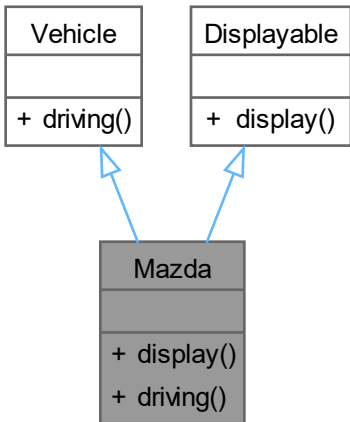 Vehicle
+ driving()
Displayable
+ display()
Mazda
+ display()
+ driving()